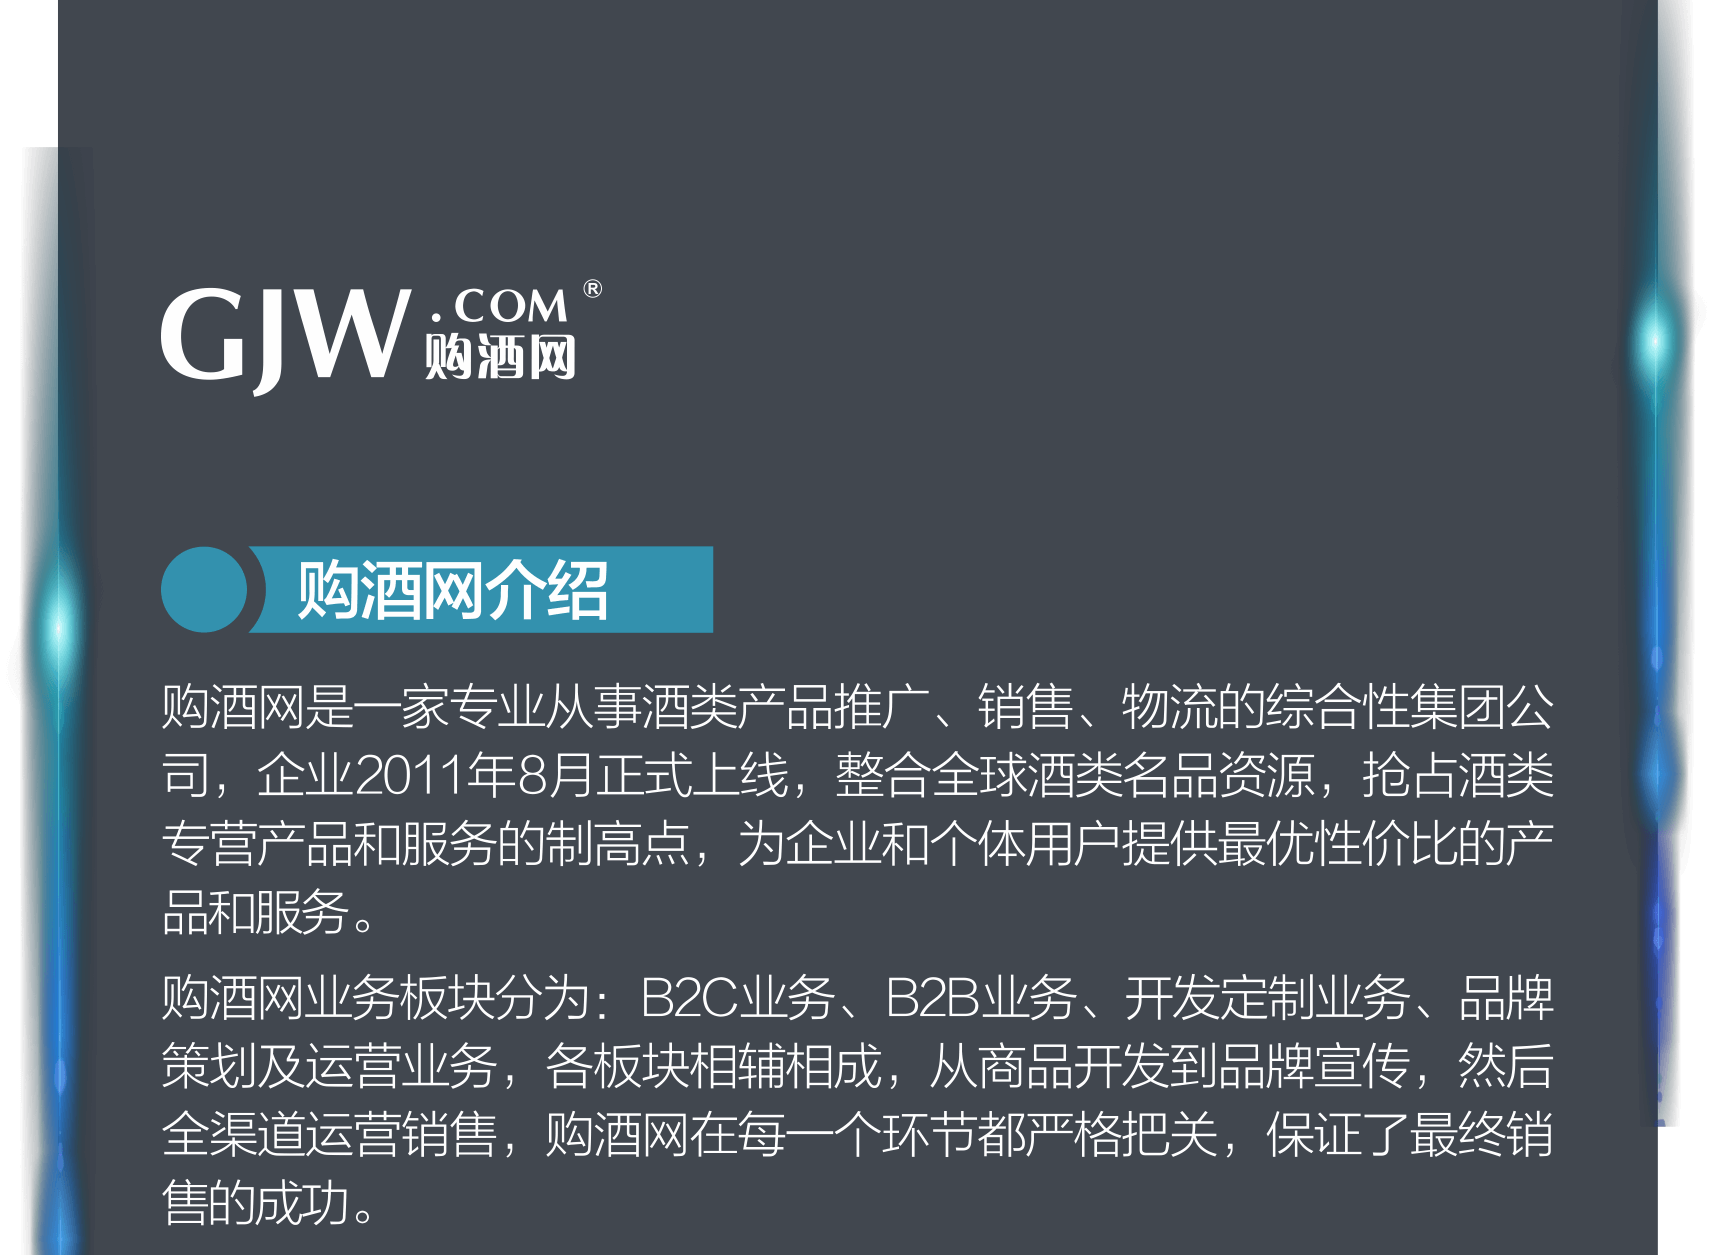 GJW.COM®
购酒网
购酒网介绍
购酒网是一家专业从事酒类产品推广、销售、物流的综合性集团公
司，企业2011年8月正式上线，整合全球酒类名品资源，抢占酒类
专营产品和服务的制高点，为企业和个体用户提供最优性价比的产
品和服务。
购酒网业务板块分为：B2C业务、B2B业务、开发定制业务、品牌
策划及运营业务，各板块相辅相成，从商品开发到品牌宣传，然后
全渠道运营销售，购酒网在每一个环节都严格把关，保证了最终销
售的成功。